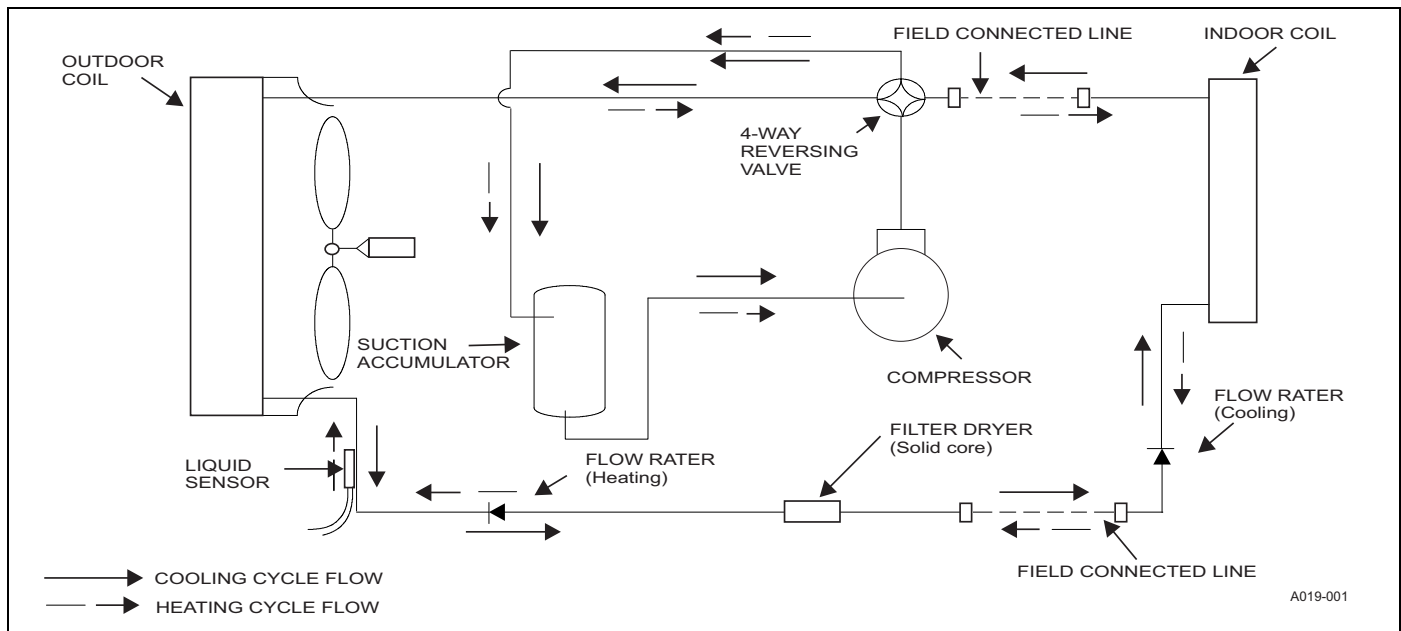 FIELD CONNECTED LINE
INDOOR COIL
OUTDOOR
COIL
4-WAY
REVERSING
VALVE
SUCTION
ACCUMULATOR
COMPRESSOR
FLOW RATER
(Cooling)
FILTER DRYER
(Solid core)
FLOW RATER
(Heating)
LIQUID
SENSOR
FIELD CONNECTED LINE
COOLING CYCLE FLOW
HEATING CYCLE FLOW
A019-001